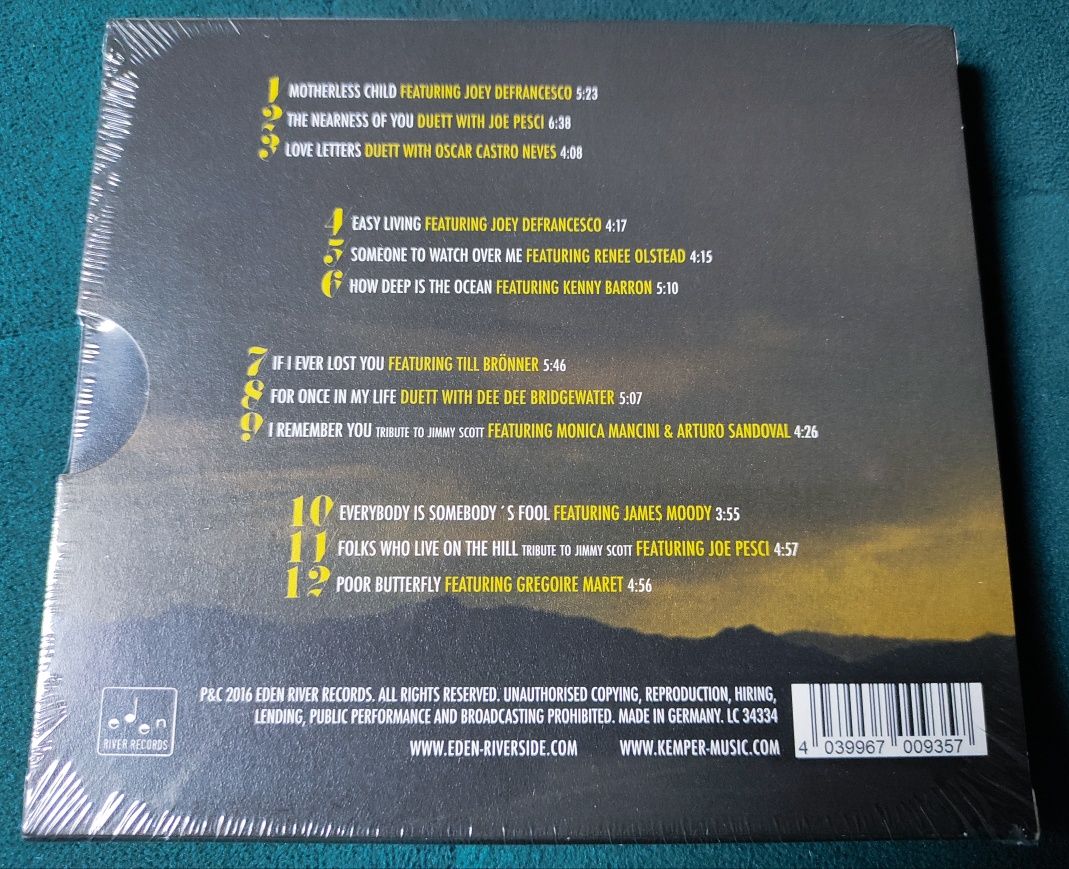 1 MOTHERLESS CHILD FEATURING JOEY DEFRANCESCO 5:23
2 THE NEARNESS OF YOU DUETT WITH JOE PESCI 6:38
3 LOVE LETTERS DUETT WITH OSCAR CASTRO NEVES 4:08
4 EASY LIVING FEATURING JOEY DEFRANCESCO 4:17
5 SOMEONE TO WATCH OVER ME FEATURING RENEE OLSTEAD 4:15
6 HOW DEEP IS THE OCEAN FEATURING KENNY BARRON 5:10
7 IF I EVER LOST YOU FEATURING TILL BRÖNNER 5:46
8 FOR ONCE IN MY LIFE DUETT WITH DEE DEE BRIDGEWATER 5:07
9 I REMEMBER YOU TRIBUTE TO JIMMY SCOTT FEATURING MONICA MANCINI & ARTURO SANDOVAL 4:26
10 EVERYBODY IS SOMEBODY ´S FOOL FEATURING JAMES MOODY 3:55
11 FOLKS WHO LIVE ON THE HILL TRIBUTE TO JIMMY SCOTT FEATURING JOE PESCI 4:57
12 POOR BUTTERFLY FEATURING GREGOIRE MARET 4:56
P&C 2016 EDEN RIVER RECORDS. ALL RIGHTS RESERVED. UNAUTHORISED COPYING, REPRODUCTION, HIRING,
LENDING, PUBLIC PERFORMANCE AND BROADCASTING PROHIBITED. MADE IN GERMANY. LC 34334
WWW.EDEN-RIVERSIDE.COM WWW.KEMPER-MUSIC.COM
eden
RIVER RECORDS
4 039967 009357